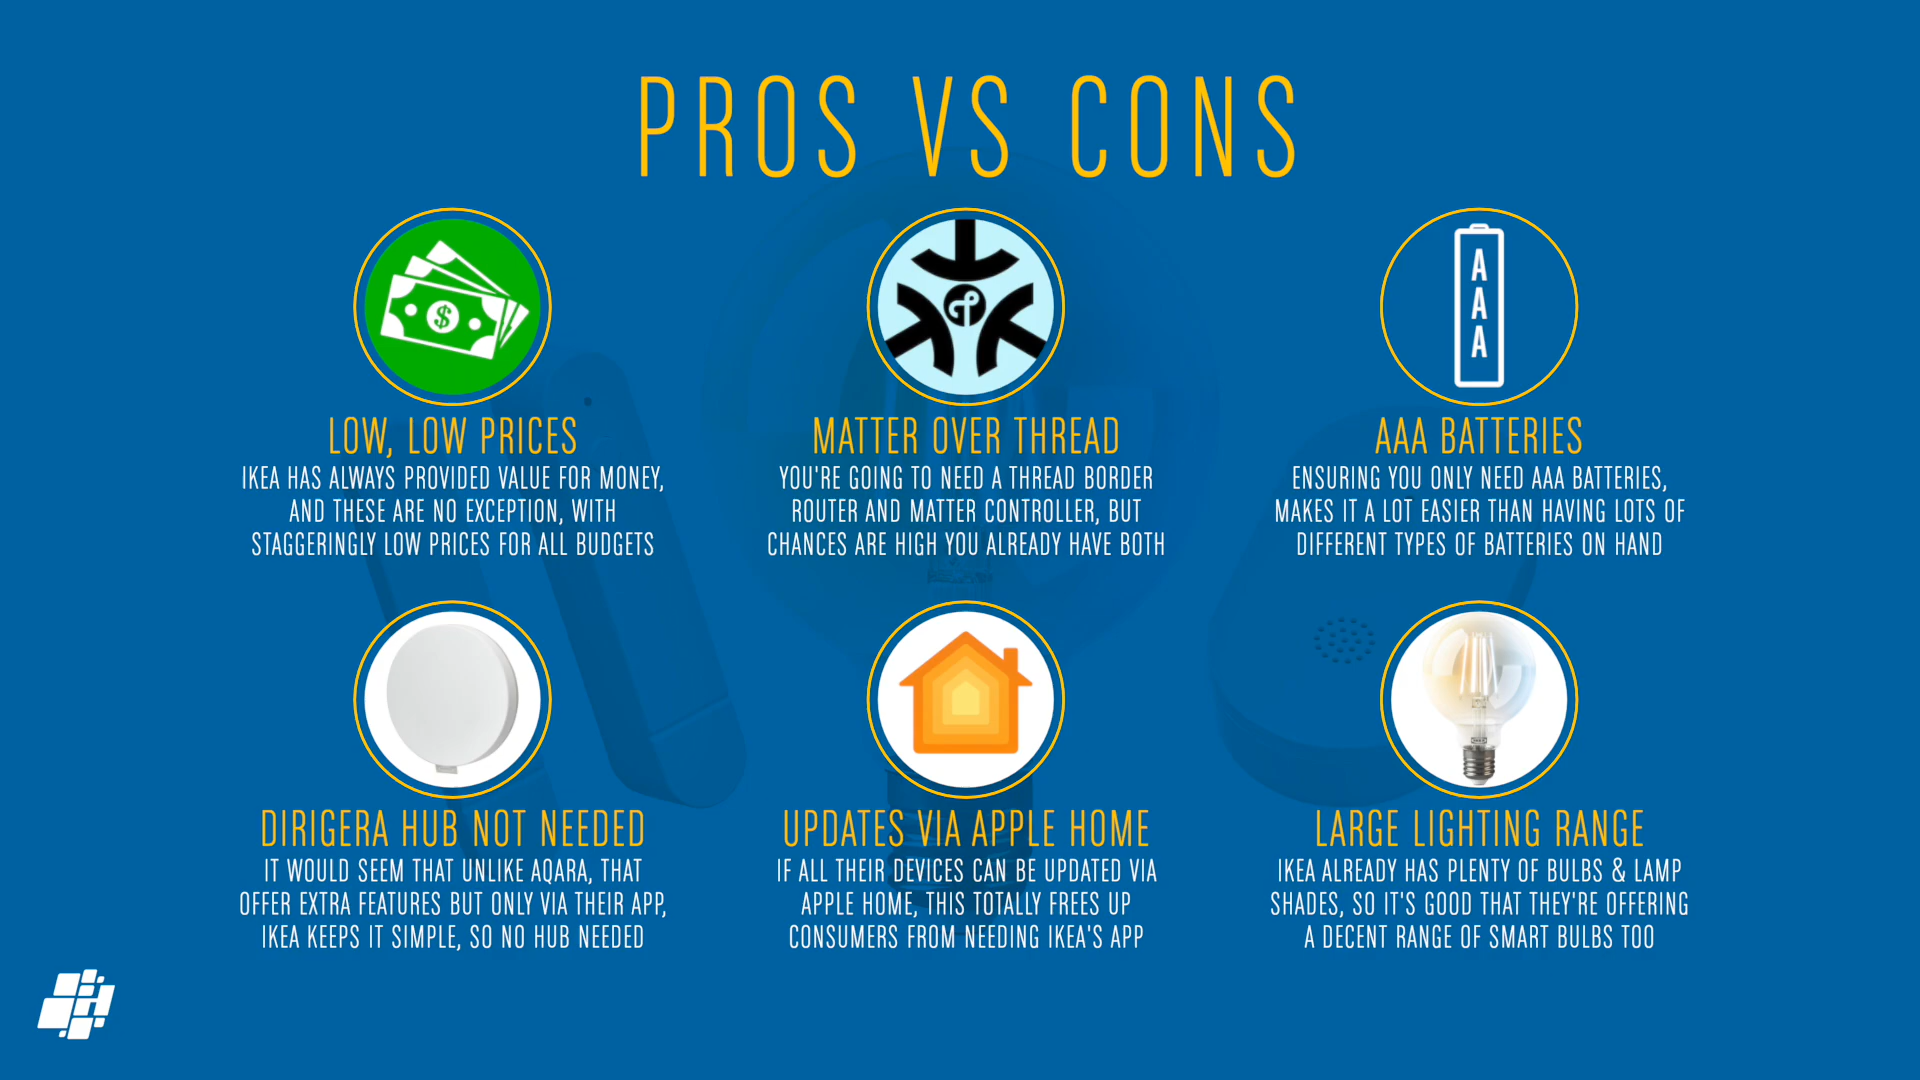 PROS VS CONS
A
A
A
LOW, LOW PRICES
IKEA HAS ALWAYS PROVIDED VALUE FOR MONEY,
AND THESE ARE NO EXCEPTION, WITH
STAGGERINGLY LOW PRICES FOR ALL BUDGETS
MATTER OVER THREAD
YOU'RE GOING TO NEED A THREAD BORDER
ROUTER AND MATTER CONTROLLER, BUT
CHANCES ARE HIGH YOU ALREADY HAVE BOTH
AAA BATTERIES
ENSURING YOU ONLY NEED AAA BATTERIES,
MAKES IT A LOT EASIER THAN HAVING LOTS OF
DIFFERENT TYPES OF BATTERIES ON HAND
DIRIGERA HUB NOT NEEDED
IT WOULD SEEM THAT UNLIKE AQARA, THAT
OFFER EXTRA FEATURES BUT ONLY VIA THEIR APP,
IKEA KEEPS IT SIMPLE, SO NO HUB NEEDED
UPDATES VIA APPLE HOME
IF ALL THEIR DEVICES CAN BE UPDATED VIA
APPLE HOME, THIS TOTALLY FREES UP
CONSUMERS FROM NEEDING IKEA'S APP
LARGE LIGHTING RANGE
IKEA ALREADY HAS PLENTY OF BULBS & LAMP
SHADES, SO IT'S GOOD THAT THEY'RE OFFERING
A DECENT RANGE OF SMART BULBS TOO